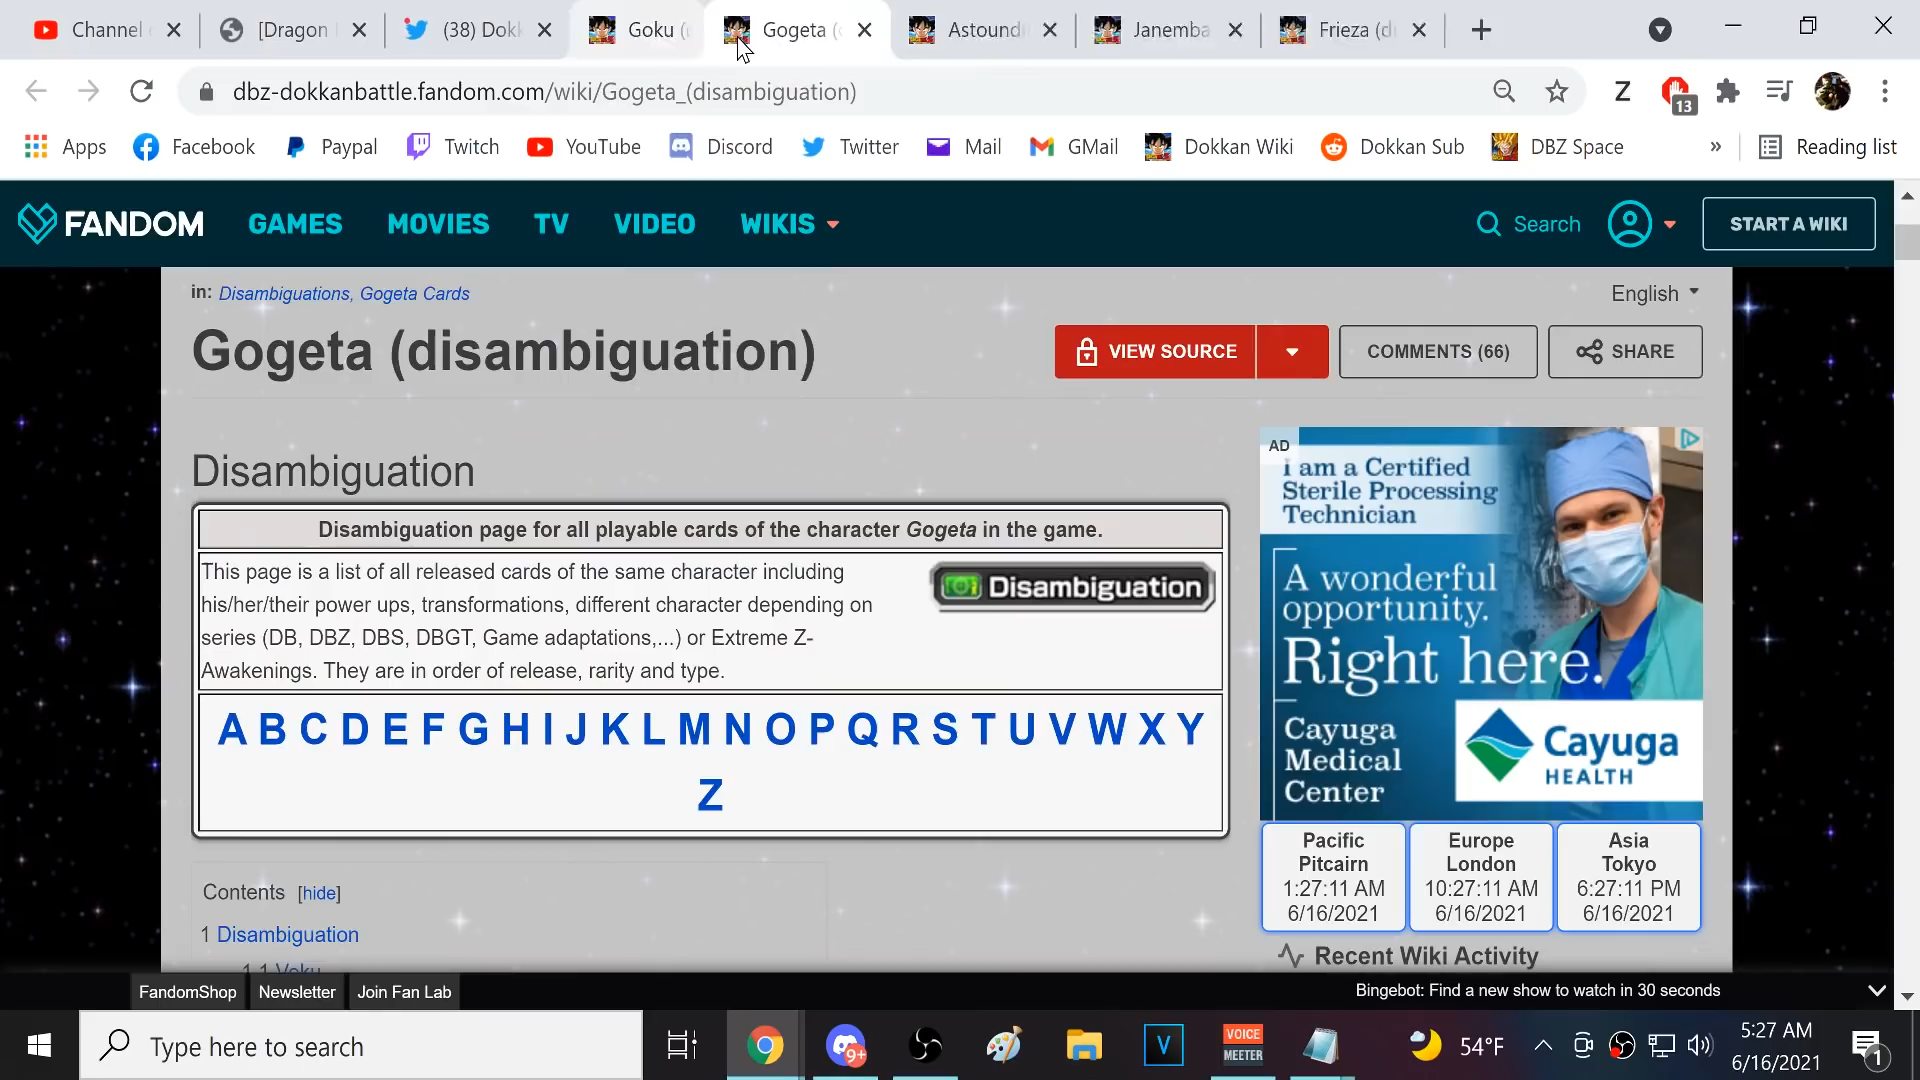 Channel
[Dragon
(38) Dokk
Goku (
Gogeta (
Astoundi
Janemba
Frieza (d
dbz-dokkanbattle.fandom.com/wiki/Gogeta_(disambiguation)
Z
13
Apps
Facebook
Paypal
Twitch
YouTube
Discord
Twitter
Mail
GMail
Dokkan Wiki
Dokkan Sub
DBZ Space
»
Reading list
FANDOM
GAMES
MOVIES
TV
VIDEO
WIKIS
Search
START A WIKI
in: Disambiguations, Gogeta Cards
English
Gogeta (disambiguation)
VIEW SOURCE
COMMENTS (66)
SHARE
Disambiguation
Disambiguation page for all playable cards of the character Gogeta in the game.
This page is a list of all released cards of the same character including
his/her/their power ups, transformations, different character depending on
series (DB, DBZ, DBS, DBGT, Game adaptations,...) or Extreme Z-
Awakenings. They are in order of release, rarity and type.
Disambiguation
A B C D E F G H I J K L M N O P Q R S T U V W X Y
Z
Contents [hide]
1 Disambiguation
1.1 Voku
AD
I am a Certified
Sterile Processing
Technician
A wonderful
opportunity.
Right here.
Cayuga
Medical
Center
Cayuga
HEALTH
Pacific
Pitcairn
1:27:11 AM
6/16/2021
Europe
London
10:27:11 AM
6/16/2021
Asia
Tokyo
6:27:11 PM
6/16/2021
Recent Wiki Activity
FandomShop
Newsletter
Join Fan Lab
Bingebot: Find a new show to watch in 30 seconds
Type here to search
9+
V
VOICE
MEETER
54°F
5:27 AM
6/16/2021
1